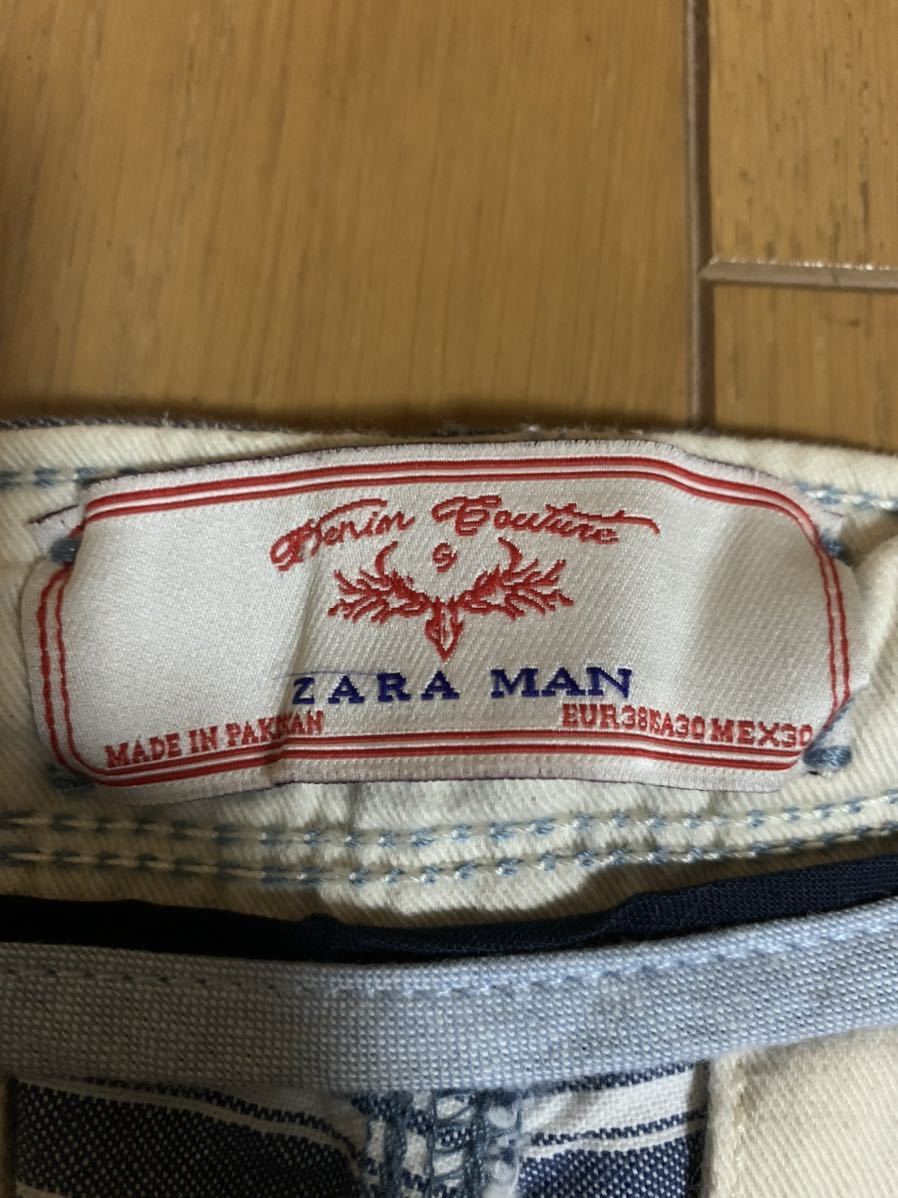 Denim Couture
ZARA MAN
MADE IN PAKISTAN
EUR38 USA30 MEX30